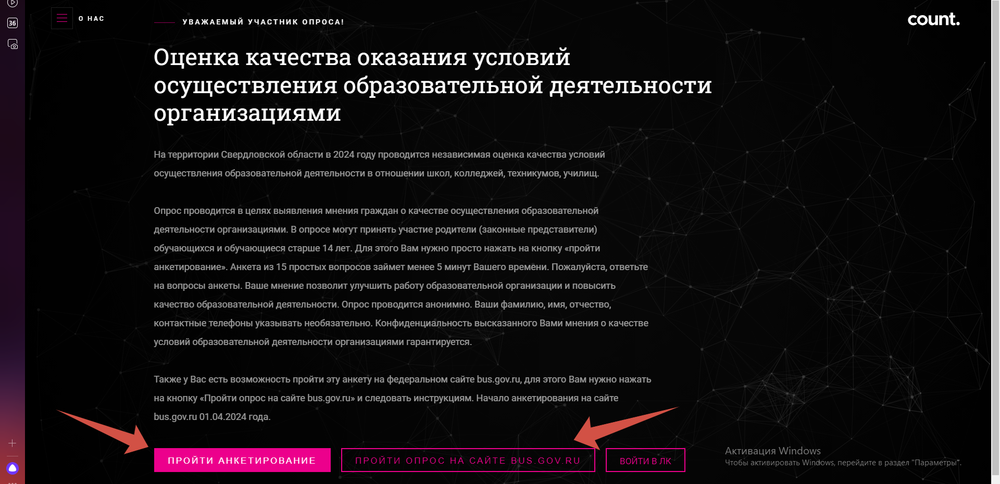 36
О НАС
УВАЖАЕМЫЙ УЧАСТНИК ОПРОСА!
count.
Оценка качества оказания условий
осуществления образовательной деятельности
организациями
На территории Свердловской области в 2024 году проводится независимая оценка качества условий
осуществления образовательной деятельности в отношении школ, колледжей, техникумов, училищ.
Опрос проводится в целях выявления мнения граждан о качестве осуществления образовательной
деятельности организациями. В опросе могут принять участие родители (законные представители)
обучающихся и обучающиеся старше 14 лет. Для этого Вам нужно просто нажать на кнопку «пройти
анкетирование». Анкета из 15 простых вопросов займет менее 5 минут Вашего времени. Пожалуйста, ответьте
на вопросы анкеты. Ваше мнение позволит улучшить работу образовательной организации и повысить
качество образовательной деятельности. Опрос проводится анонимно. Ваши фамилию, имя, отчество,
контактные телефоны указывать необязательно. Конфиденциальность высказанного Вами мнения о качестве
условий образовательной деятельности организациями гарантируется.
Также у Вас есть возможность пройти эту анкету на федеральном сайте bus.gov.ru, для этого Вам нужно нажать
на кнопку «Пройти опрос на сайте bus.gov.ru» и следовать инструкциям. Начало анкетирования на сайте
bus.gov.ru 01.04.2024 года.
ПРОЙТИ АНКЕТИРОВАНИЕ
ПРОЙТИ ОПРОС НА САЙТЕ BUS.GOV.RU
ВОЙТИ В ЛК
Активация Windows
Чтобы активировать Windows, перейдите в раздел "Параметры".